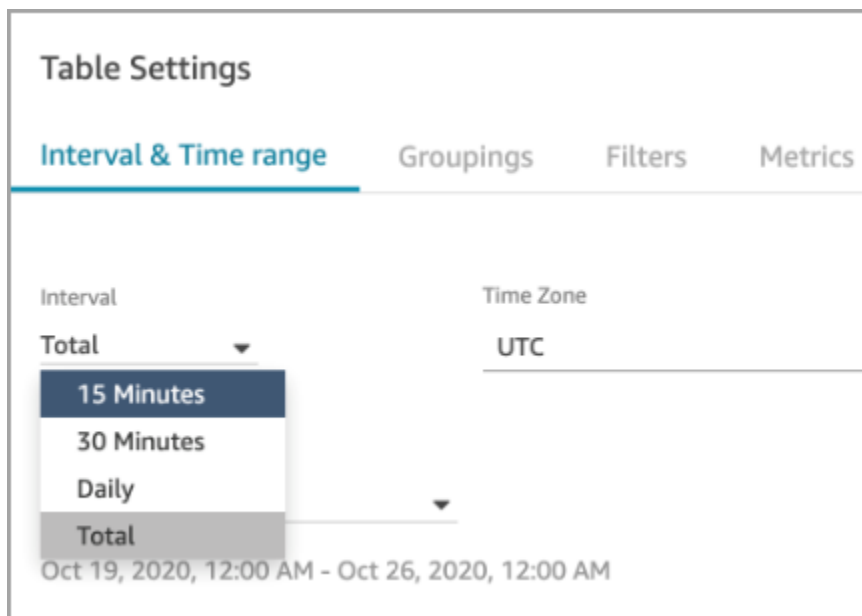 Table Settings
Interval & Time range Groupings Filters Metrics
Interval Time Zone
Total UTC
15 Minutes
30 Minutes
Daily
Total
Oct 19, 2020, 12:00 AM - Oct 26, 2020, 12:00 AM